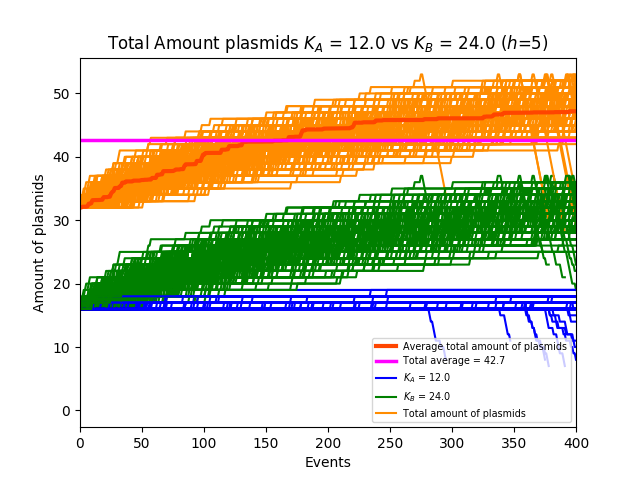 Total Amount plasmids K_A = 12.0 vs K_B = 24.0 (h=5)
Amount of plasmids
50
40
30
20
10
0
0 50 100 150 200 250 300 350 400
Events
Average total amount of plasmids
Total average = 42.7
K_A = 12.0
K_B = 24.0
Total amount of plasmids